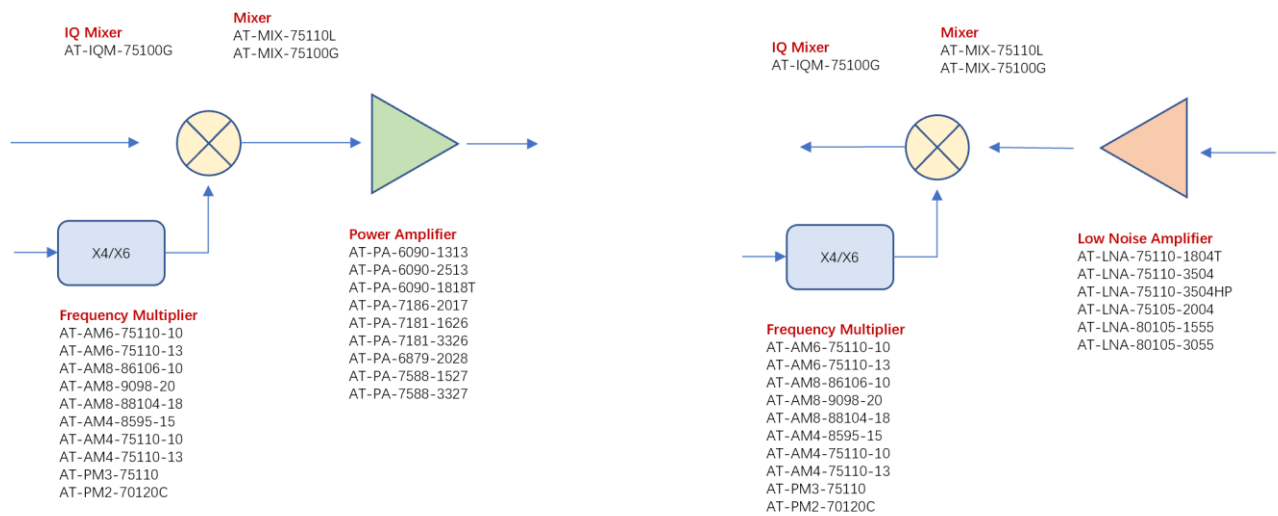 IQ Mixer
AT-IQM-75100G
Mixer
AT-MIX-75110L
AT-MIX-75100G
X4/X6
Frequency Multiplier
AT-AM6-75110-10
AT-AM6-75110-13
AT-AM8-86106-10
AT-AM8-9098-20
AT-AM8-88104-18
AT-AM4-8595-15
AT-AM4-75110-10
AT-AM4-75110-13
AT-PM3-75110
AT-PM2-70120C
Power Amplifier
AT-PA-6090-1313
AT-PA-6090-2513
AT-PA-6090-1818T
AT-PA-7186-2017
AT-PA-7181-1626
AT-PA-7181-3326
AT-PA-6879-2028
AT-PA-7588-1527
AT-PA-7588-3327
IQ Mixer
AT-IQM-75100G
Mixer
AT-MIX-75110L
AT-MIX-75100G
X4/X6
Frequency Multiplier
AT-AM6-75110-10
AT-AM6-75110-13
AT-AM8-86106-10
AT-AM8-9098-20
AT-AM8-88104-18
AT-AM4-8595-15
AT-AM4-75110-10
AT-AM4-75110-13
AT-PM3-75110
AT-PM2-70120C
Low Noise Amplifier
AT-LNA-75110-1804T
AT-LNA-75110-3504
AT-LNA-75110-3504HP
AT-LNA-75105-2004
AT-LNA-80105-1555
AT-LNA-80105-3055